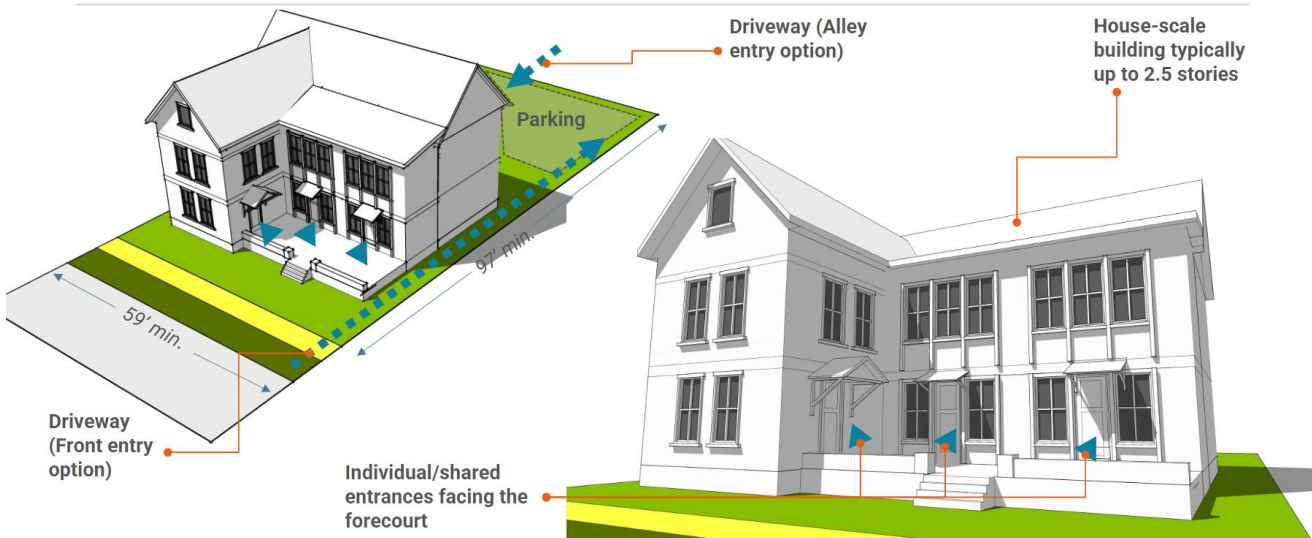 Driveway (Alley
entry option)
House-scale
building typically
up to 2.5 stories
Parking
97’ min.
59’ min.
Driveway
(Front entry
option)
Individual/shared
entrances facing the
forecourt